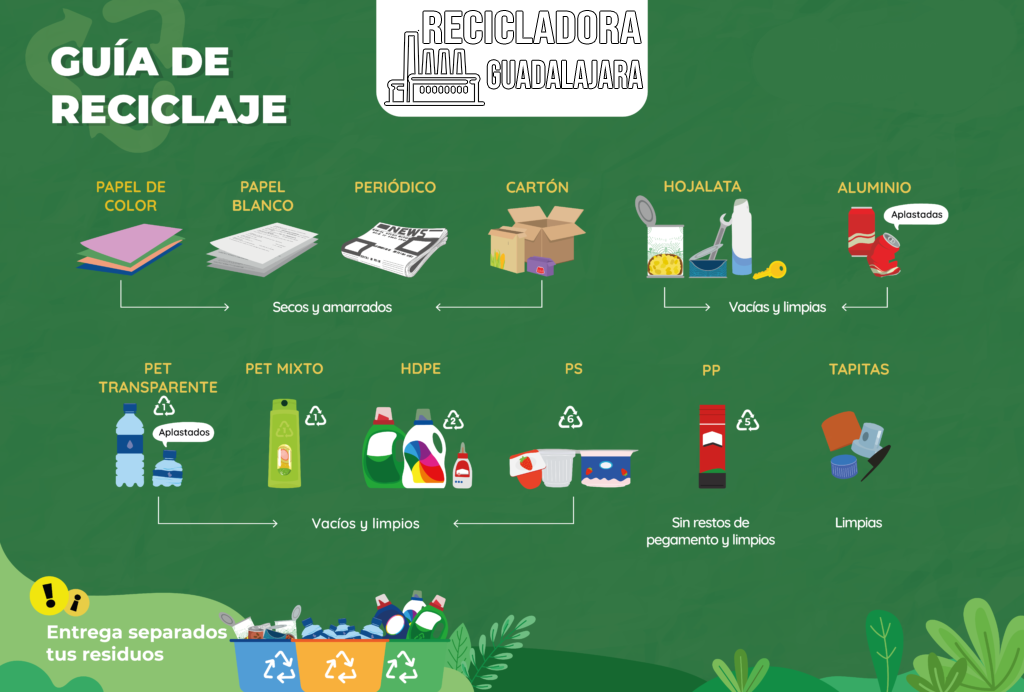 RECICLADORA
GUADALAJARA
GUÍA DE
RECICLAJE
PAPEL DE
COLOR
PAPEL
BLANCO
PERIÓDICO
CARTÓN
HOJALATA
ALUMINIO
NEWS
Aplastadas
Secos y amarrados
Vacías y limpias
PET
TRANSPARENTE
PET MIXTO
HDPE
PS
PP
TAPITAS
1
Aplastados
1
2
6
5
Vacíos y limpios
Sin restos de
pegamento y limpios
Limpias
! ¡
Entrega separados
tus residuos